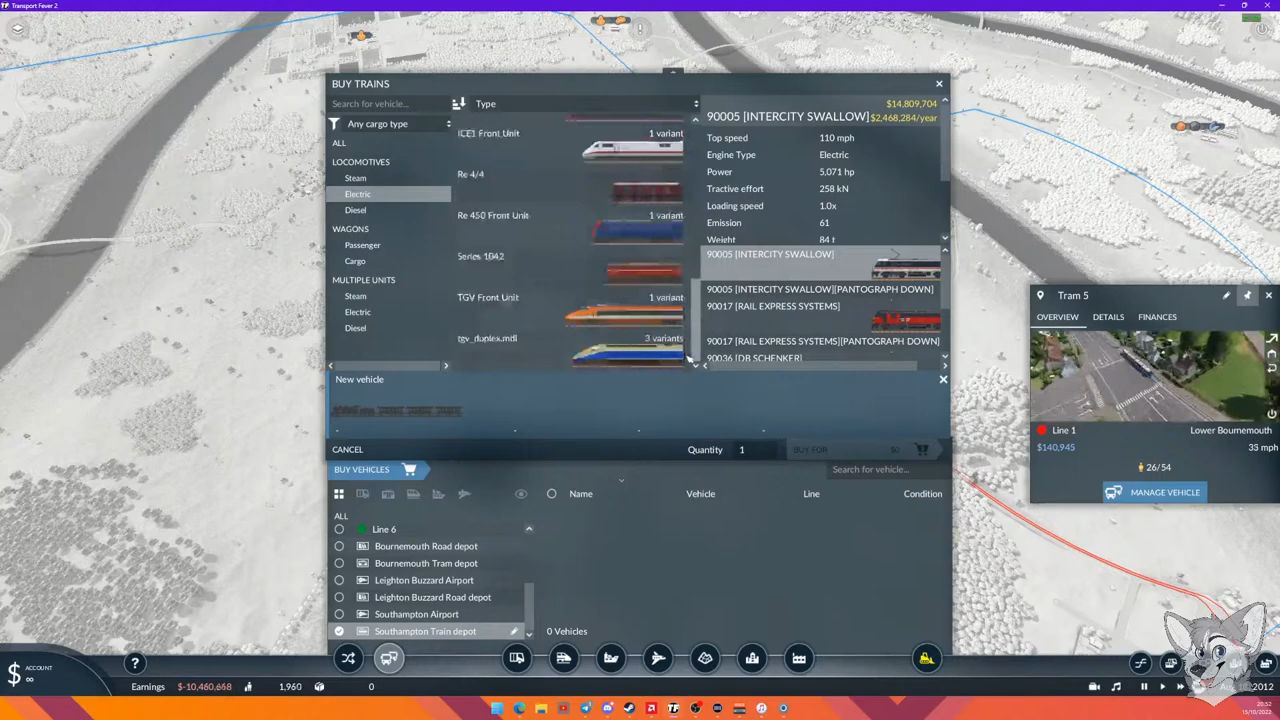 Transport Fever 2
BUY TRAINS
Search for vehicle...
Type
Any cargo type
ALL
LOCOMOTIVES
Steam
Electric
Diesel
WAGONS
Passenger
Cargo
MULTIPLE UNITS
Steam
Electric
Diesel
ICE1 Front Unit
1 variant
Re 4/4
Re 450 Front Unit
1 variant
Series 1042
TGV Front Unit
1 variant
tgv_duplex.mdl
3 variants
$14,809,704
90005 [INTERCITY SWALLOW]
$2,468,284/year
Top speed 110 mph
Engine Type Electric
Power 5,071 hp
Tractive effort 258 kN
Loading speed 1.0x
Emission 61
Weight 84 t
90005 [INTERCITY SWALLOW]
90005 [INTERCITY SWALLOW][PANTOGRAPH DOWN]
90017 [RAIL EXPRESS SYSTEMS]
90017 [RAIL EXPRESS SYSTEMS][PANTOGRAPH DOWN]
90036 [DB SCHENKER]
New vehicle
- - - -
CANCEL
Quantity 1
BUY FOR $0
BUY VEHICLES
Search for vehicle...
Name Vehicle Line Condition
ALL
Line 6
Bournemouth Road depot
Bournemouth Tram depot
Leighton Buzzard Airport
Leighton Buzzard Road depot
Southampton Airport
Southampton Train depot
0 Vehicles
Tram 5
OVERVIEW DETAILS FINANCES
Line 1 Lower Bournemouth
$140,945 33 mph
26/54
MANAGE VEHICLE
$ ACCOUNT
∞
?
Earnings $-10,460,668 1,960 0
2012
20:52
15/10/2022